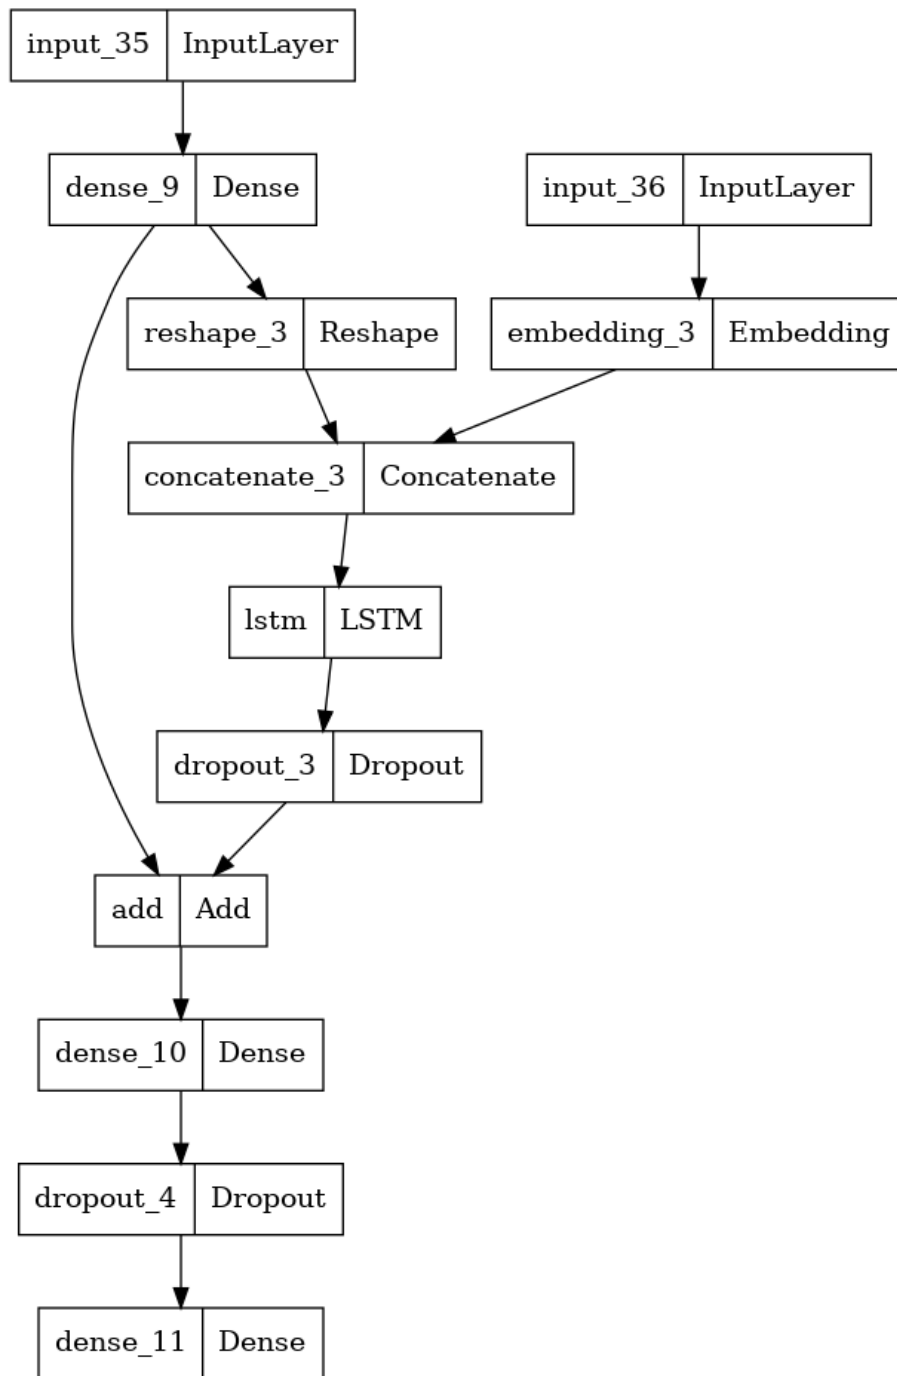 input_35 InputLayer
dense_9 Dense
input_36 InputLayer
reshape_3 Reshape
embedding_3 Embedding
concatenate_3 Concatenate
lstm LSTM
dropout_3 Dropout
add Add
dense_10 Dense
dropout_4 Dropout
dense_11 Dense